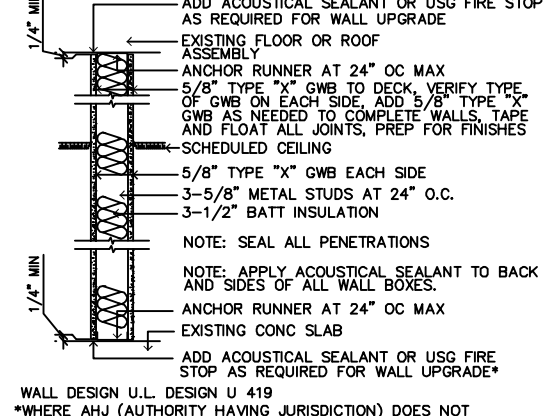 ADD ACOUSTICAL SEALANT OR USG FIRE STOP
AS REQUIRED FOR WALL UPGRADE
1/4" MIN
EXISTING FLOOR OR ROOF
ASSEMBLY
ANCHOR RUNNER AT 24" OC MAX
5/8" TYPE "X" GWB TO DECK, VERIFY TYPE
OF GWB ON EACH SIDE, ADD 5/8" TYPE "X"
GWB AS NEEDED TO COMPLETE WALLS, TAPE
AND FLOAT ALL JOINTS, PREP FOR FINISHES
SCHEDULED CEILING
5/8" TYPE "X" GWB EACH SIDE
3-5/8" METAL STUDS AT 24" O.C.
3-1/2" BATT INSULATION
NOTE: SEAL ALL PENETRATIONS
NOTE: APPLY ACOUSTICAL SEALANT TO BACK
AND SIDES OF ALL WALL BOXES.
1/4" MIN
ANCHOR RUNNER AT 24" OC MAX
EXISTING CONC SLAB
ADD ACOUSTICAL SEALANT OR USG FIRE
STOP AS REQUIRED FOR WALL UPGRADE*
WALL DESIGN U.L. DESIGN U 419
*WHERE AHJ (AUTHORITY HAVING JURISDICTION) DOES NOT